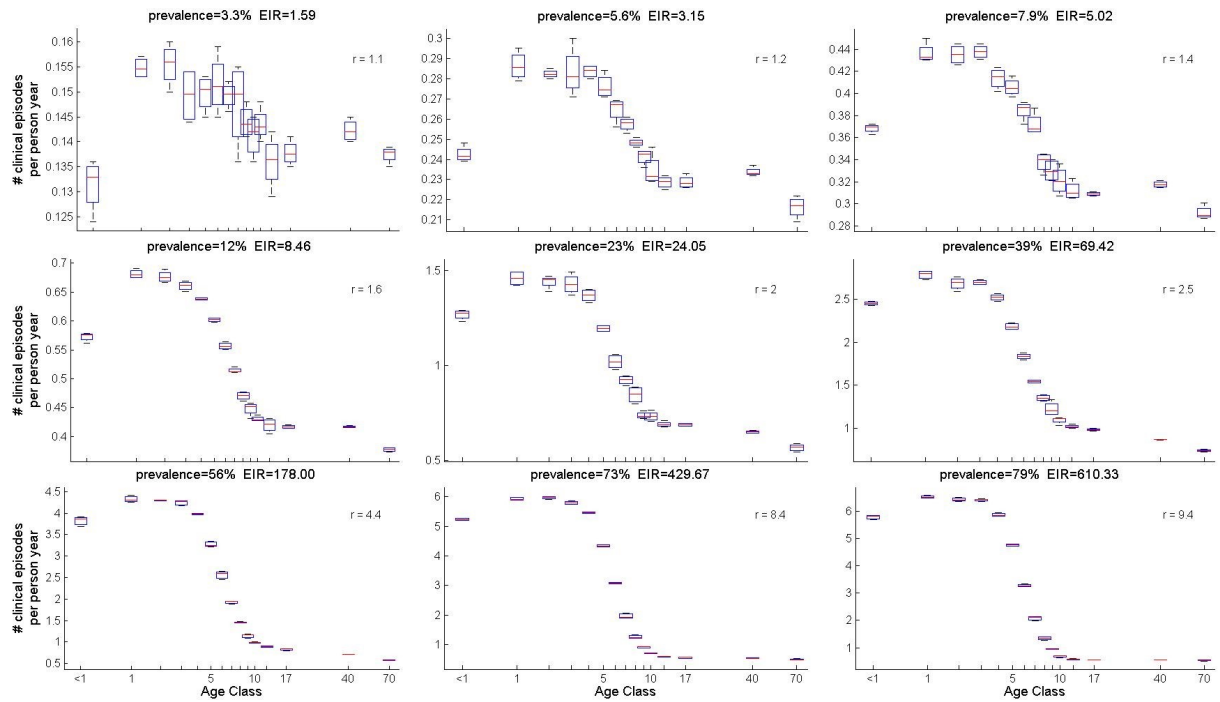 prevalence=3.3% EIR=1.59
prevalence=5.6% EIR=3.15
prevalence=7.9% EIR=5.02
# clinical episodes
per person year
0.16
0.155
0.15
0.145
0.14
0.135
0.13
0.125
r = 1.1
0.3
0.29
0.28
0.27
0.26
0.25
0.24
0.23
0.22
0.21
r = 1.2
0.44
0.42
0.4
0.38
0.36
0.34
0.32
0.3
0.28
r = 1.4
prevalence=12% EIR=8.46
prevalence=23% EIR=24.05
prevalence=39% EIR=69.42
# clinical episodes
per person year
0.7
0.65
0.6
0.55
0.5
0.45
0.4
r = 1.6
1.5
1
0.5
r = 2
2.5
2
1.5
1
r = 2.5
prevalence=56% EIR=178.00
prevalence=73% EIR=429.67
prevalence=79% EIR=610.33
# clinical episodes
per person year
4.5
4
3.5
3
2.5
2
1.5
1
0.5
r = 4.4
<1 1 5 10 17 40 70
Age Class
6
5
4
3
2
1
r = 8.4
<1 1 5 10 17 40 70
Age Class
6
5
4
3
2
1
r = 9.4
<1 1 5 10 17 40 70
Age Class